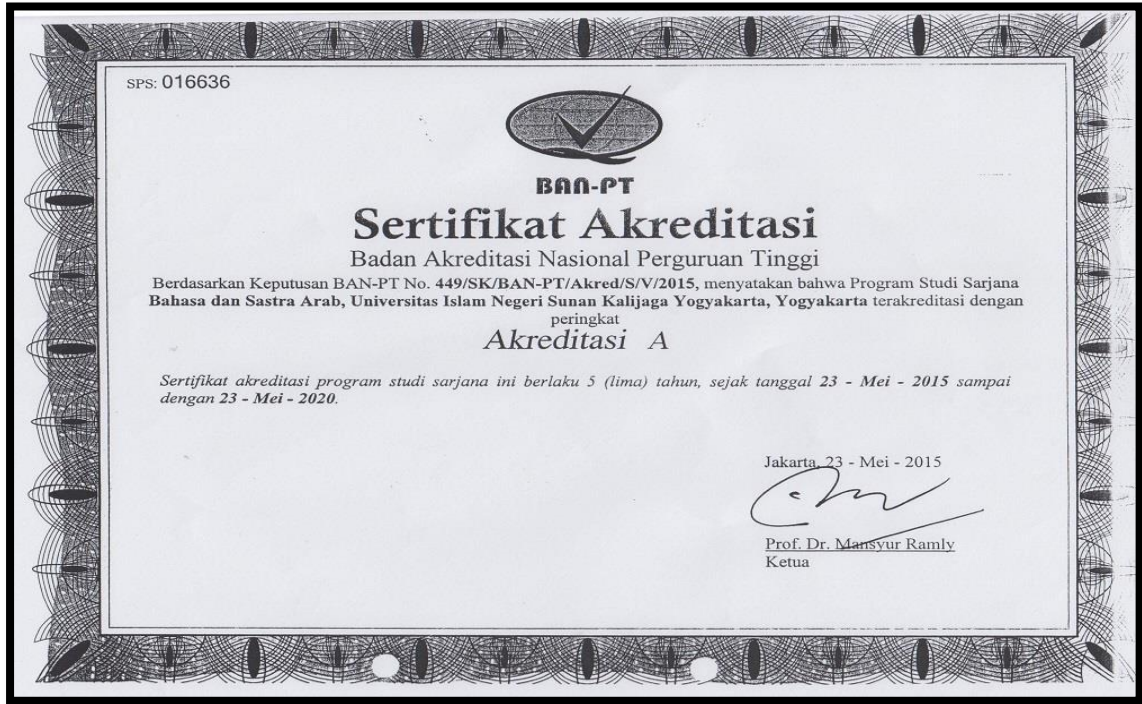 SPS: 016636
BAN-PT
Sertifikat Akreditasi
Badan Akreditasi Nasional Perguruan Tinggi
Berdasarkan Keputusan BAN-PT No. 449/SK/BAN-PT/Akred/S/V/2015, menyatakan bahwa Program Studi Sarjana
Bahasa dan Sastra Arab, Universitas Islam Negeri Sunan Kalijaga Yogyakarta, Yogyakarta terakreditasi dengan
peringkat
Akreditasi A
Sertifikat akreditasi program studi sarjana ini berlaku 5 (lima) tahun, sejak tanggal 23 - Mei - 2015 sampai
dengan 23 - Mei - 2020.
Jakarta, 23 - Mei - 2015
Prof. Dr. Mansyur Ramly
Ketua